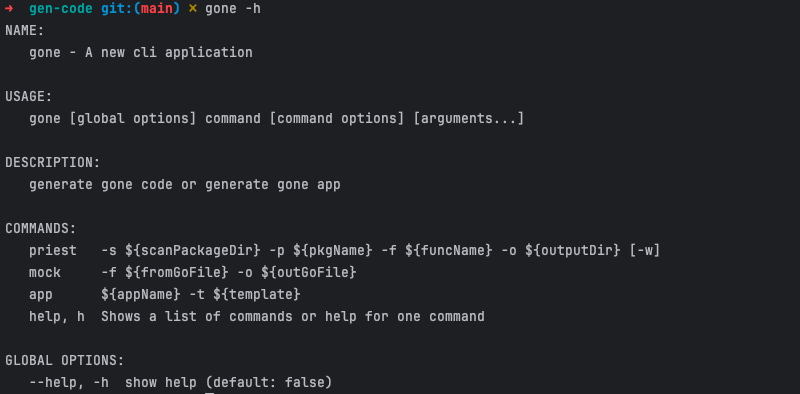 → gen-code git:(main) × gone -h
NAME:
   gone - A new cli application

USAGE:
   gone [global options] command [command options] [arguments...]

DESCRIPTION:
   generate gone code or generate gone app

COMMANDS:
   priest   -s ${scanPackageDir} -p ${pkgName} -f ${funcName} -o ${outputDir} [-w]
   mock     -f ${fromGoFile} -o ${outGoFile}
   app      ${appName} -t ${template}
   help, h  Shows a list of commands or help for one command

GLOBAL OPTIONS:
   --help, -h  show help (default: false)